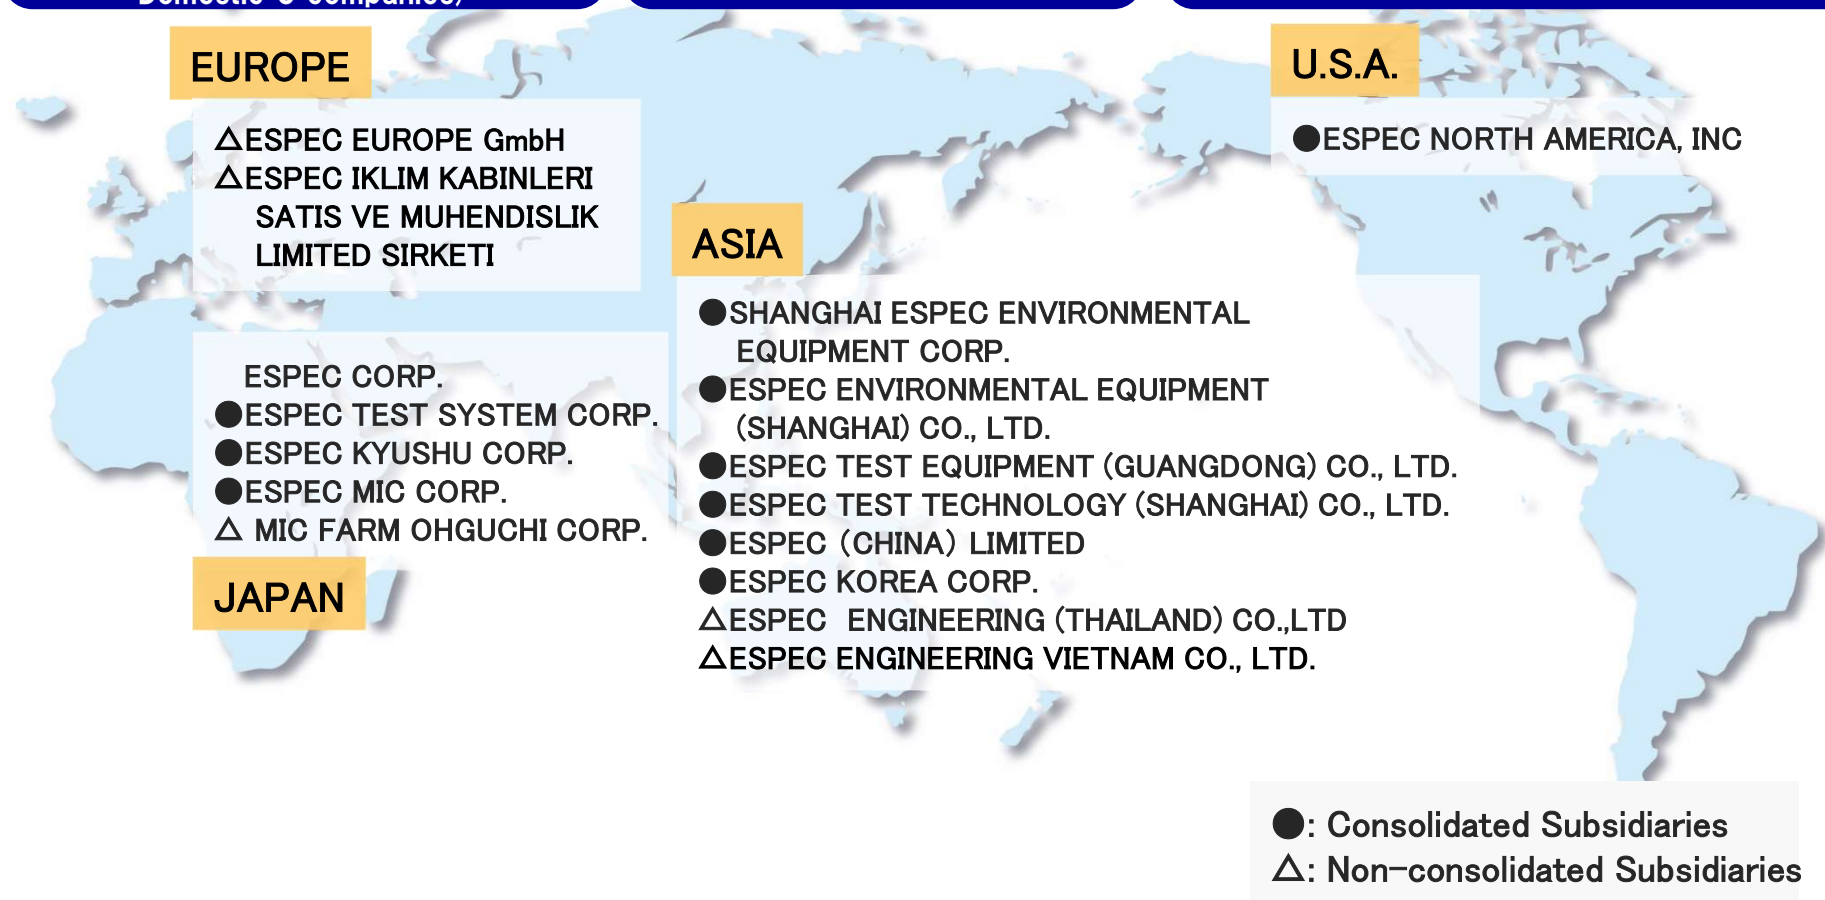 EUROPE
△ESPEC EUROPE GmbH
△ESPEC IKLIM KABINLERI
SATIS VE MUHENDISLIK
LIMITED SIRKETI
ESPEC CORP.
●ESPEC TEST SYSTEM CORP.
●ESPEC KYUSHU CORP.
●ESPEC MIC CORP.
△ MIC FARM OHGUCHI CORP.
JAPAN
ASIA
●SHANGHAI ESPEC ENVIRONMENTAL
EQUIPMENT CORP.
●ESPEC ENVIRONMENTAL EQUIPMENT
(SHANGHAI) CO., LTD.
●ESPEC TEST EQUIPMENT (GUANGDONG) CO., LTD.
●ESPEC TEST TECHNOLOGY (SHANGHAI) CO., LTD.
●ESPEC (CHINA) LIMITED
●ESPEC KOREA CORP.
△ESPEC ENGINEERING (THAILAND) CO.,LTD
△ESPEC ENGINEERING VIETNAM CO., LTD.
U.S.A.
●ESPEC NORTH AMERICA, INC
●: Consolidated Subsidiaries
△: Non-consolidated Subsidiaries